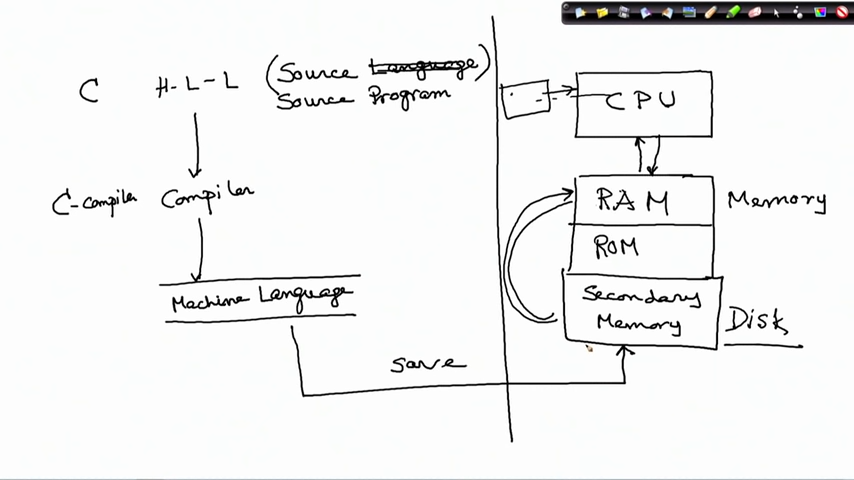 C H-L-L (Source Language)
Source Program
C-compiler Compiler
Machine Language
save
CPU
RAM Memory
ROM
Secondary
Memory Disk